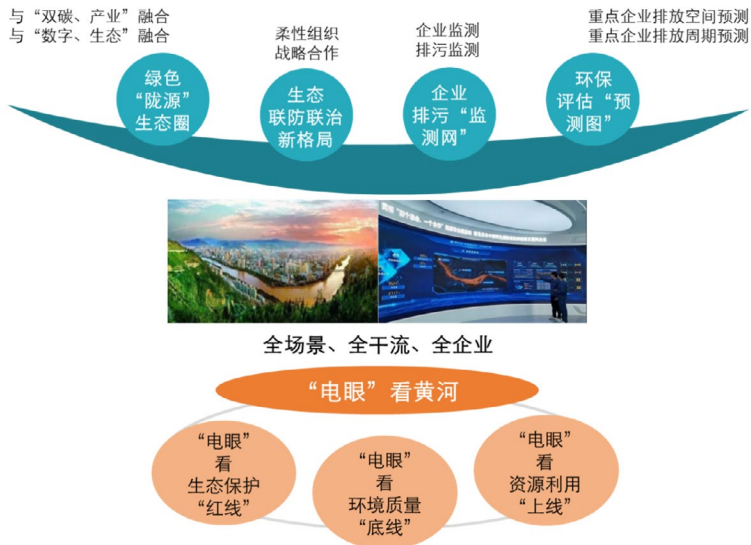 与“双碳、产业”融合
与“数字、生态”融合
柔性组织
战略合作
企业监测
排污监测
重点企业排放空间预测
重点企业排放周期预测
绿色
“陇源”
生态圈
生态
联防联治
新格局
企业
排污“监
测网”
环保
评估“预
测图”
全场景、全干流、全企业
“电眼”看黄河
“电眼”
看
生态保护
“红线”
“电眼”
看
环境质量
“底线”
“电眼”
看
资源利用
“上线”